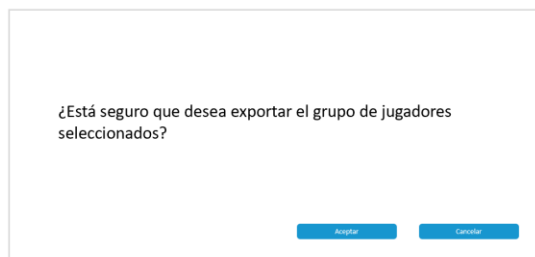 ¿Está seguro que desea exportar el grupo de jugadores
seleccionados?
Aceptar Cancelar